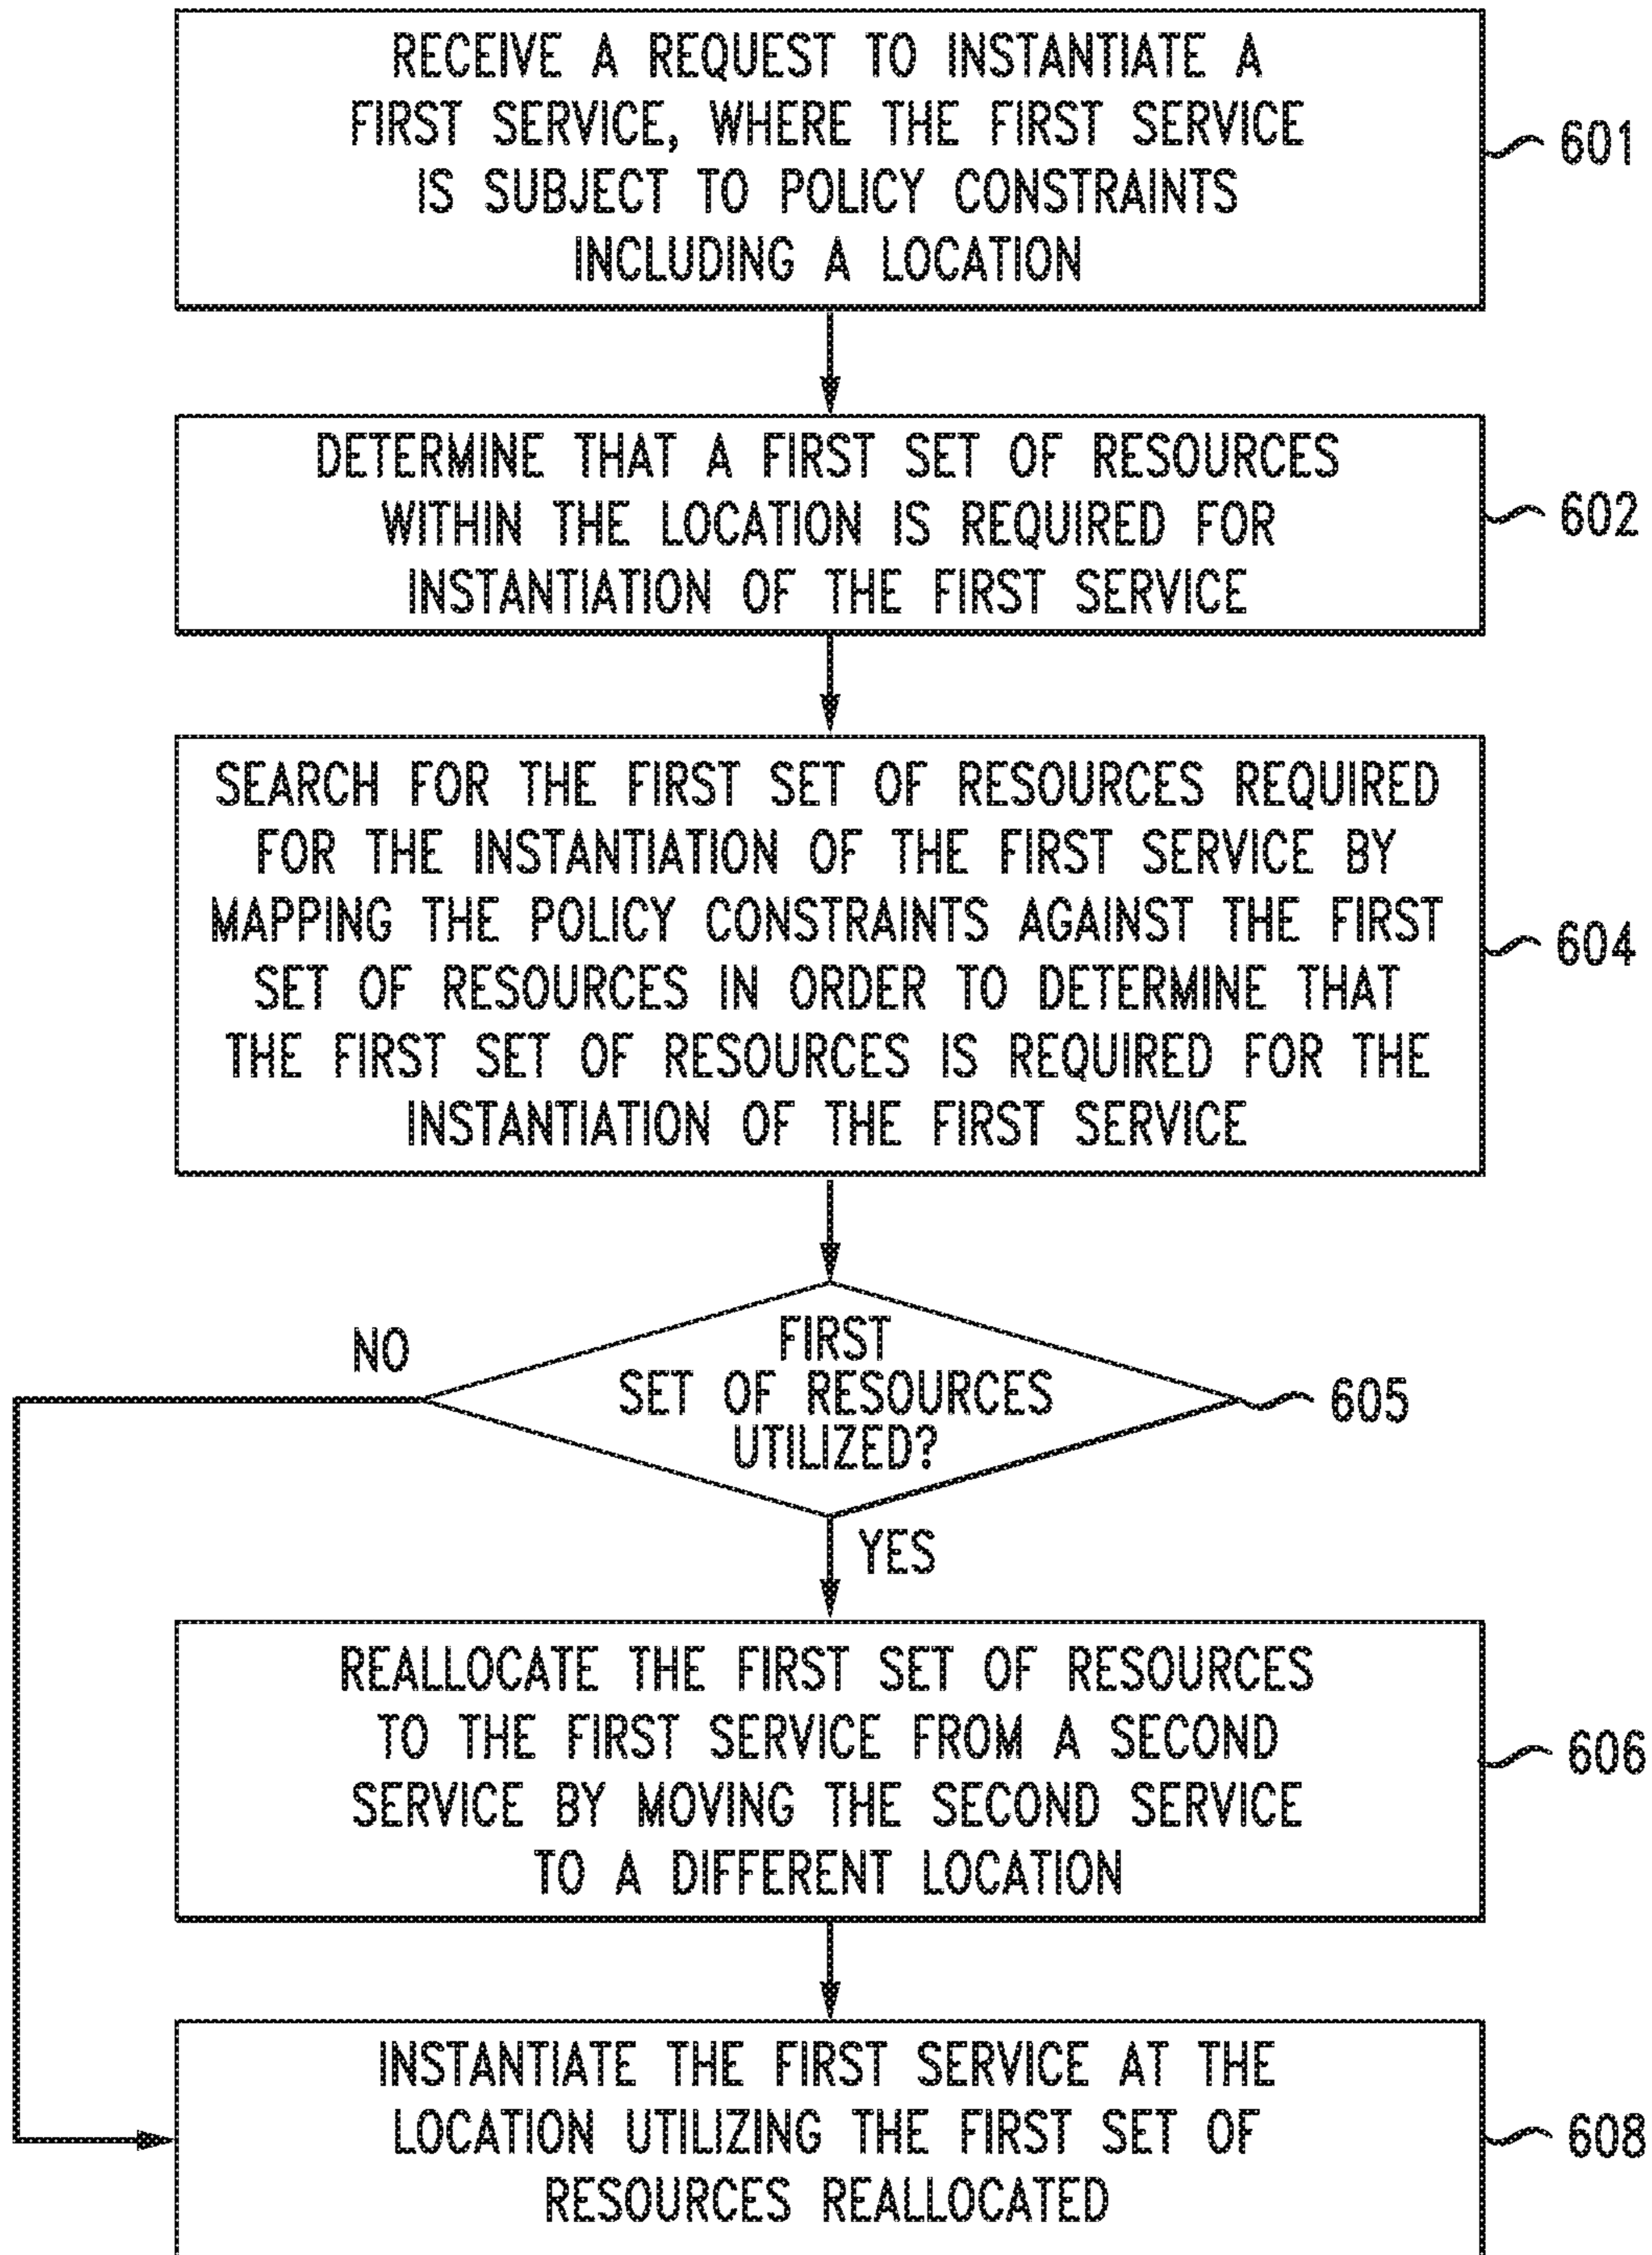 RECEIVE A REQUEST TO INSTANTIATE A
FIRST SERVICE, WHERE THE FIRST SERVICE
IS SUBJECT TO POLICY CONSTRAINTS
INCLUDING A LOCATION
601
DETERMINE THAT A FIRST SET OF RESOURCES
WITHIN THE LOCATION IS REQUIRED FOR
INSTANTIATION OF THE FIRST SERVICE
602
SEARCH FOR THE FIRST SET OF RESOURCES REQUIRED
FOR THE INSTANTIATION OF THE FIRST SERVICE BY
MAPPING THE POLICY CONSTRAINTS AGAINST THE FIRST
SET OF RESOURCES IN ORDER TO DETERMINE THAT
THE FIRST SET OF RESOURCES IS REQUIRED FOR THE
INSTANTIATION OF THE FIRST SERVICE
604
NO
FIRST
SET OF RESOURCES
UTILIZED?
605
YES
REALLOCATE THE FIRST SET OF RESOURCES
TO THE FIRST SERVICE FROM A SECOND
SERVICE BY MOVING THE SECOND SERVICE
TO A DIFFERENT LOCATION
606
INSTANTIATE THE FIRST SERVICE AT THE
LOCATION UTILIZING THE FIRST SET OF
RESOURCES REALLOCATED
608